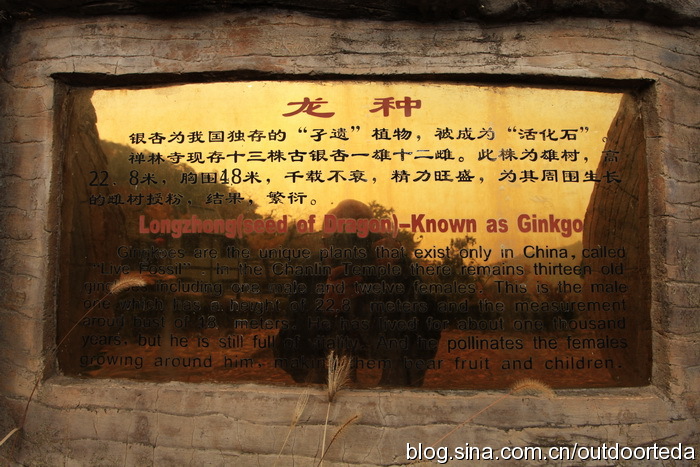 龙 种
银杏为我国独存的“孑遗”植物，被成为“活化石”。
禅林寺现存十三株古银杏一雄十二雌。此株为雄村，高
22．8米，胸围48米，千载不衰，精力旺盛，为其周围生长
的雌村授粉，结果，繁衍。
Longzhong(seed of Dragon)-Known as Ginkgo
Ginkgoes are the unique plants that exist only in China, called
"Live Fossil". In the Chanlin Temple there remains thirteen old
including one male and twelve females. This is the male
one which has a height of 22.8 meters and the measurement
around bust of 48 meters. He has lived for about one thousand
years, but he is still full of vitality. And he pollinates the females
growing around him, making them bear fruit and children.
blog.sina.com.cn/outdoorteda